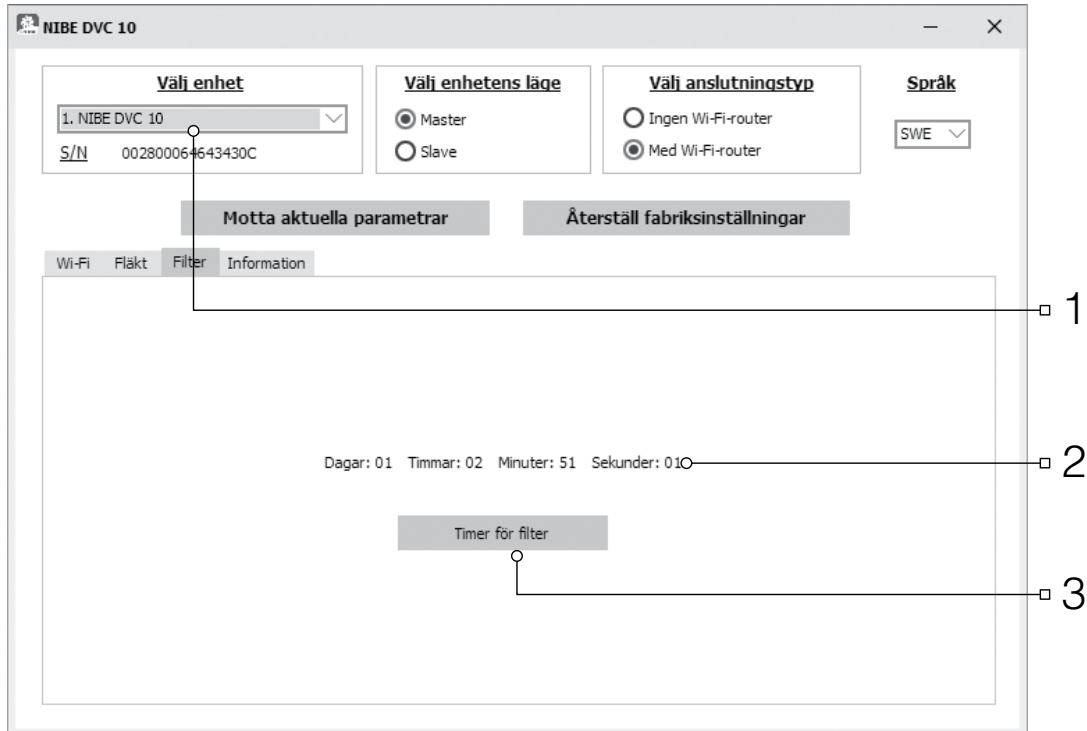 NIBE DVC 10
Välj enhet
1. NIBE DVC 10
S/N 002800064643430C
Välj enhetens läge
Master
Slave
Välj anslutningstyp
Ingen Wi-Fi-router
Med Wi-Fi-router
Språk
SWE
Motta aktuella parametrar
Återställ fabriksinställningar
Wi-Fi Fläkt Filter Information
1
Dagar: 01 Timmar: 02 Minuter: 51 Sekunder: 01
2
Timer för filter
3